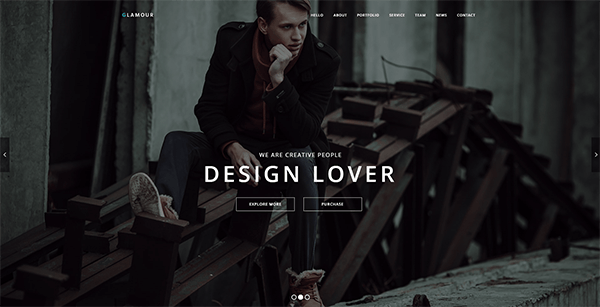 GLAMOUR
HELLO ABOUT PORTFOLIO SERVICE TEAM NEWS CONTACT
WE ARE CREATIVE PEOPLE
DESIGN LOVER
EXPLORE MORE PURCHASE